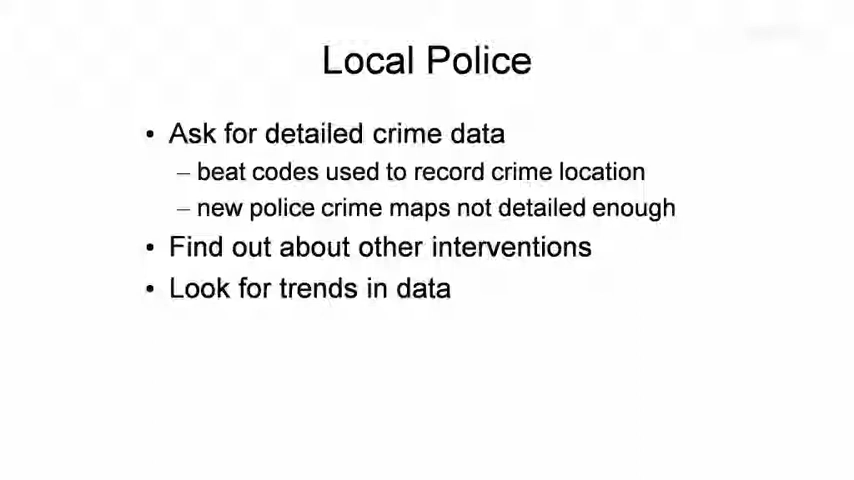 Local Police
• Ask for detailed crime data
– beat codes used to record crime location
– new police crime maps not detailed enough
• Find out about other interventions
• Look for trends in data